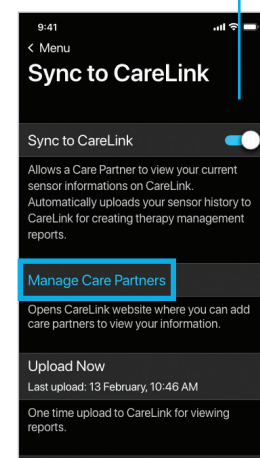 9:41
< Menu
Sync to CareLink
Sync to CareLink
Allows a Care Partner to view your current
sensor informations on CareLink.
Automatically uploads your sensor history to
CareLink for creating therapy management
reports.
Manage Care Partners
Opens CareLink website where you can add
care partners to view your information.
Upload Now
Last upload: 13 February, 10:46 AM
One time upload to CareLink for viewing
reports.